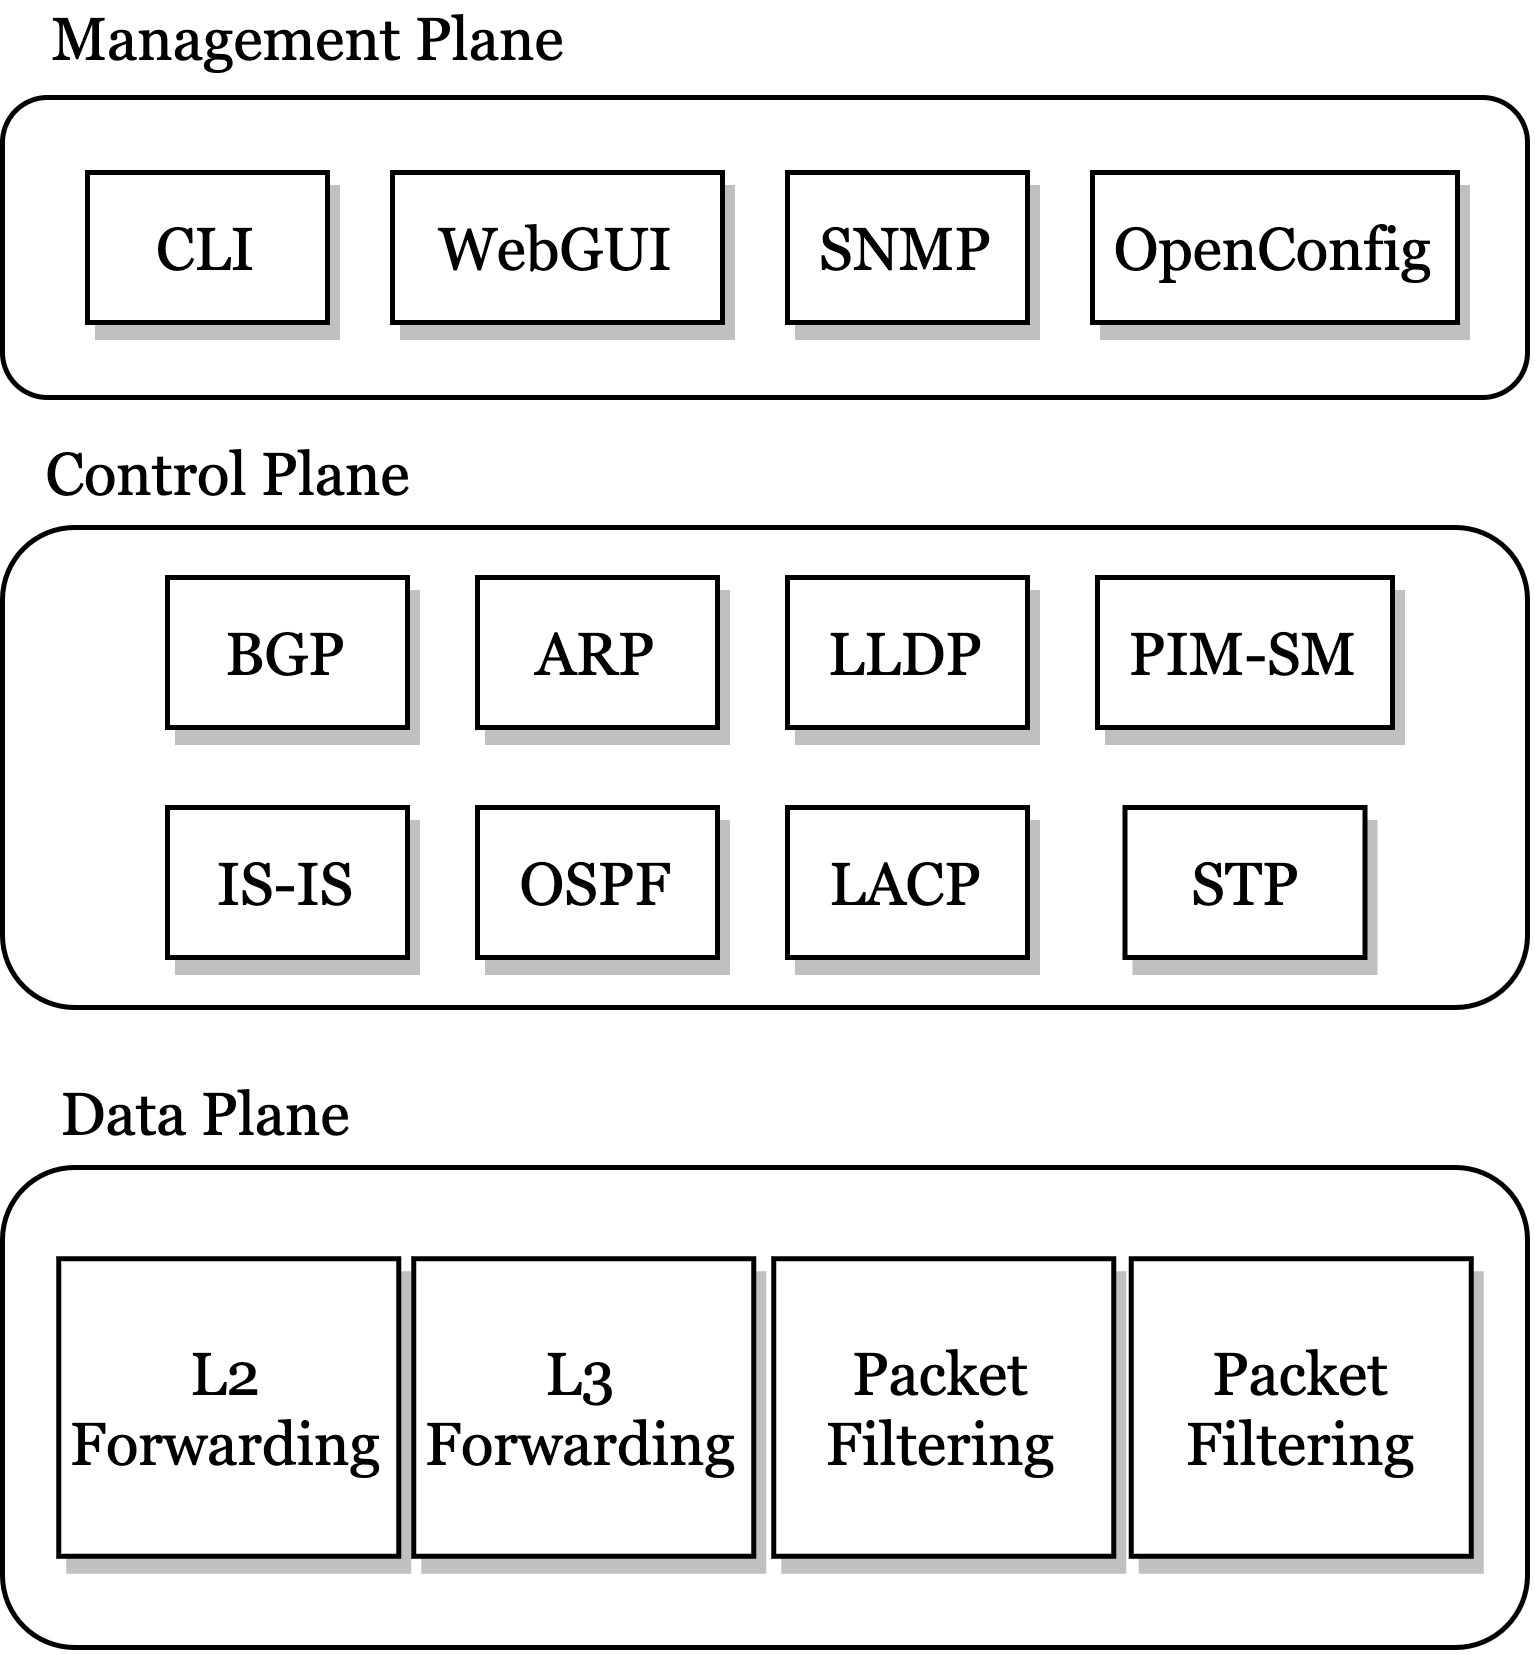 Management Plane
CLI
WebGUI
SNMP
OpenConfig
Control Plane
BGP
ARP
LLDP
PIM-SM
IS-IS
OSPF
LACP
STP
Data Plane
L2
Forwarding
L3
Forwarding
Packet
Filtering
Packet
Filtering